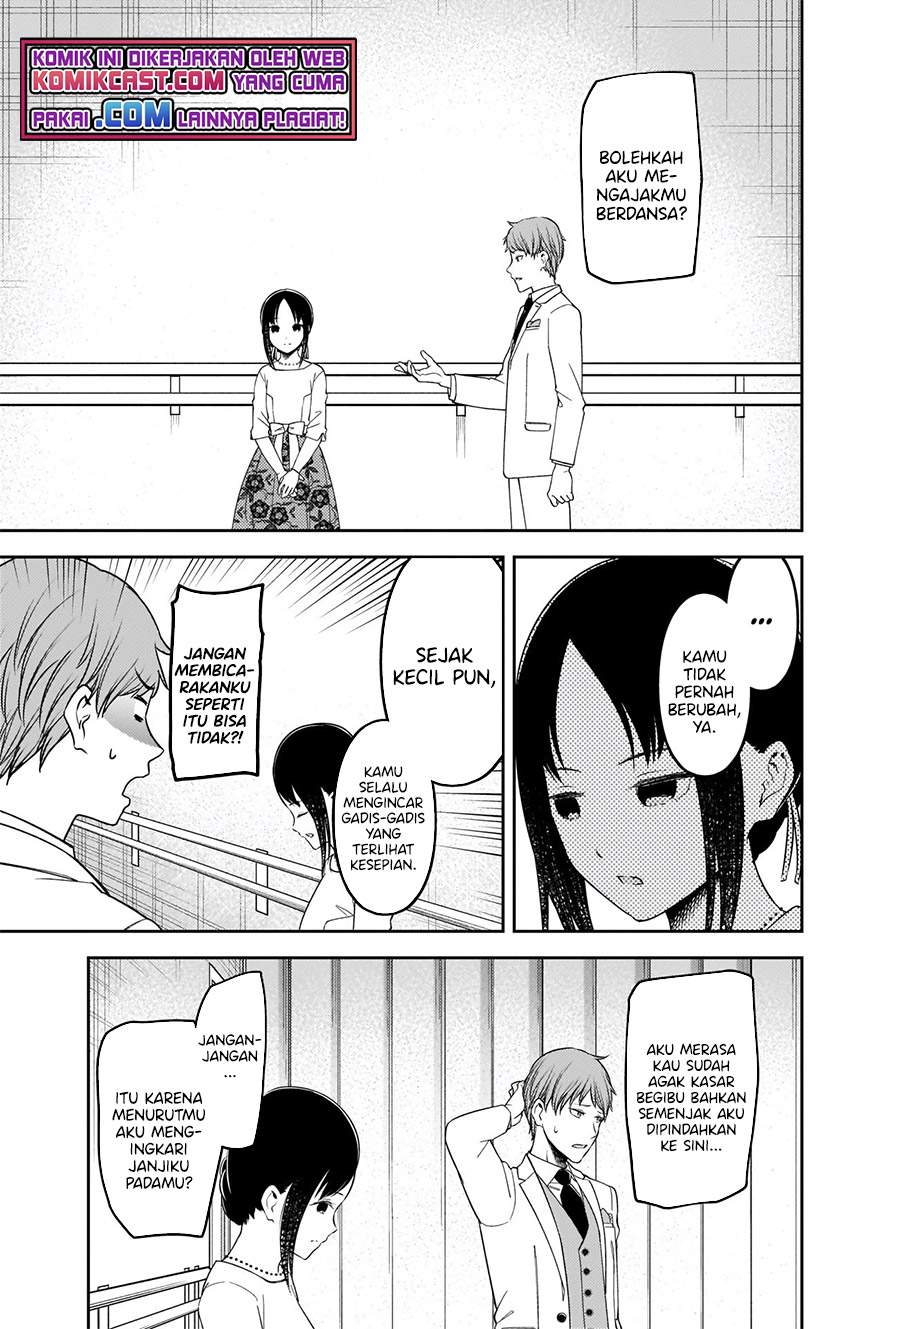 KOMIK INI DIKERJAKAN OLEH WEB
KOMIKCAST.COM YANG CUMA
PAKAI .COM LAINNYA PLAGIAT!
BOLEHKAH
AKU ME-
NGAJAKMU
BERDANSA?
...
KAMU
TIDAK
PERNAH
BERUBAH,
YA.
SEJAK
KECIL PUN,
KAMU
SELALU
MENGINCAR
GADIS-GADIS
YANG
TERLIHAT
KESEPIAN.
JANGAN
MEMBICA-
RAKANKU
SEPERTI
ITU BISA
TIDAK?!
AKU MERASA
KAU SUDAH
AGAK KASAR
BEGIBU BAHKAN
SEMENJAK AKU
DIPINDAHKAN
KE SINI...
JANGAN-
JANGAN
...
ITU KARENA
MENURUTMU
AKU MENG-
INGKARI
JANJIKU
PADAMU?